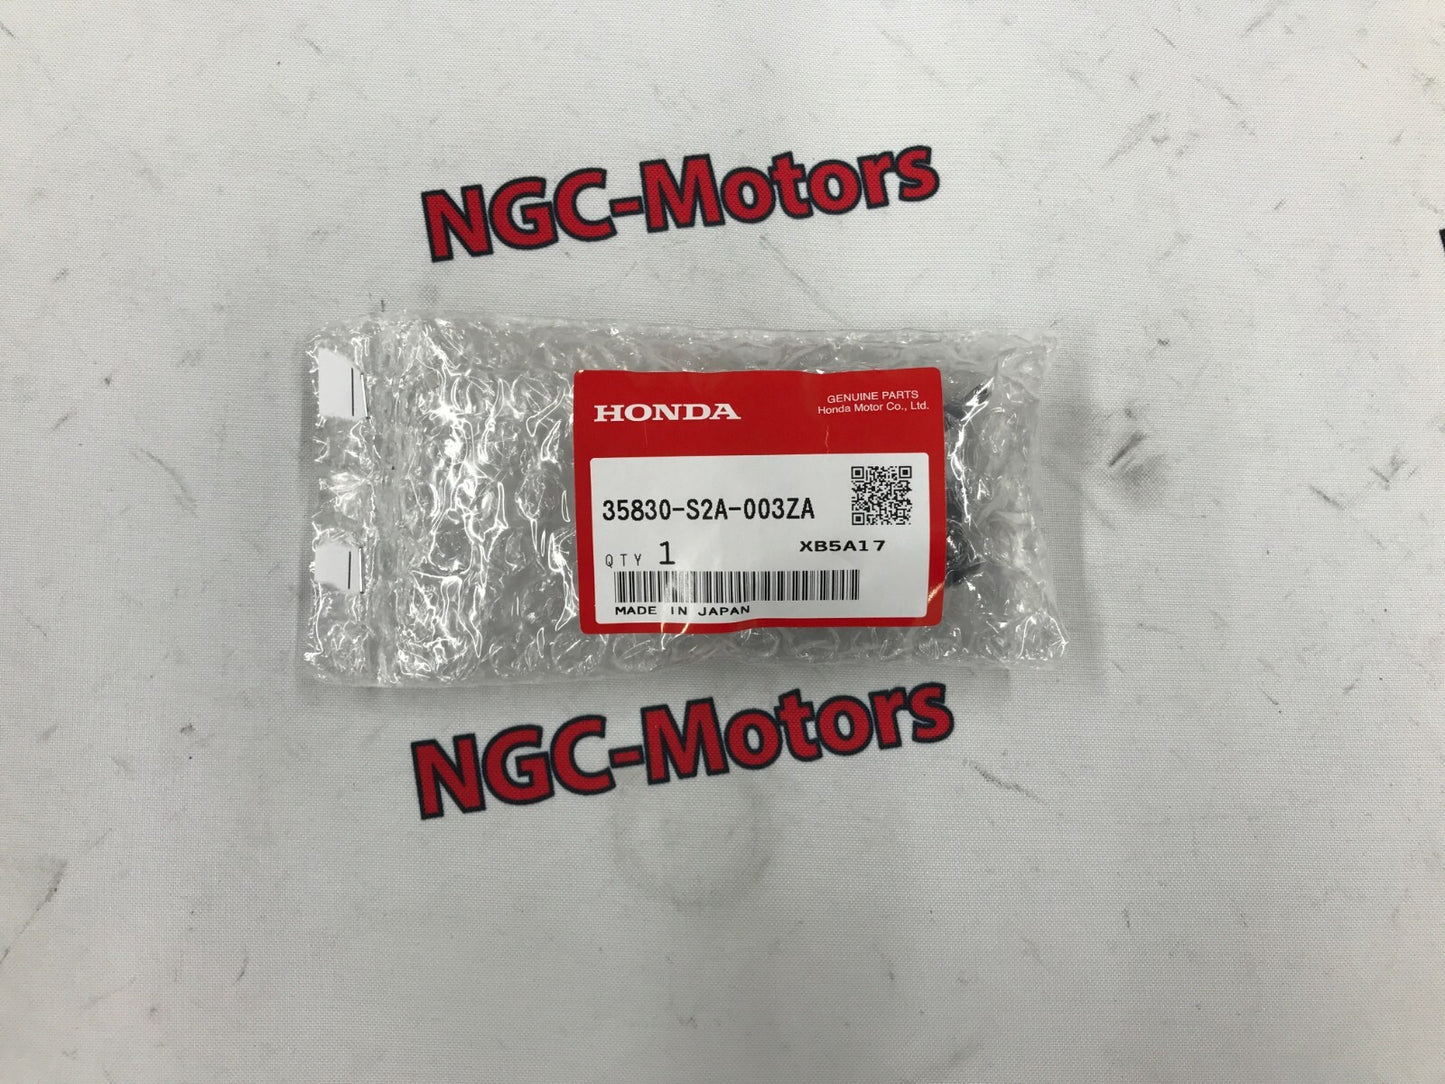 NGC-Motors
HONDA
GENUINE PARTS
Honda Motor Co., Ltd.
35830-S2A-003ZA
QTY 1
XB5A17
MADE IN JAPAN
NGC-Motors